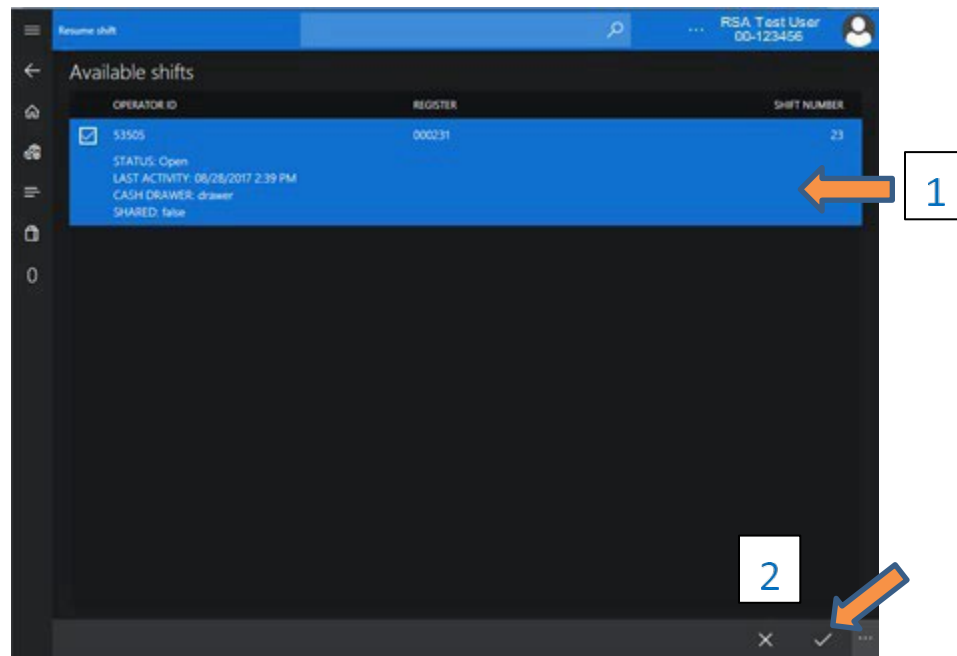 Resume shift
... RSA Test User
00-123456
Available shifts
OPERATOR ID REGISTER SHIFT NUMBER
53505 000231 23
STATUS: Open
LAST ACTIVITY: 08/28/2017 2:39 PM
CASH DRAWER: drawer
SHARED: false
1
0
2
...